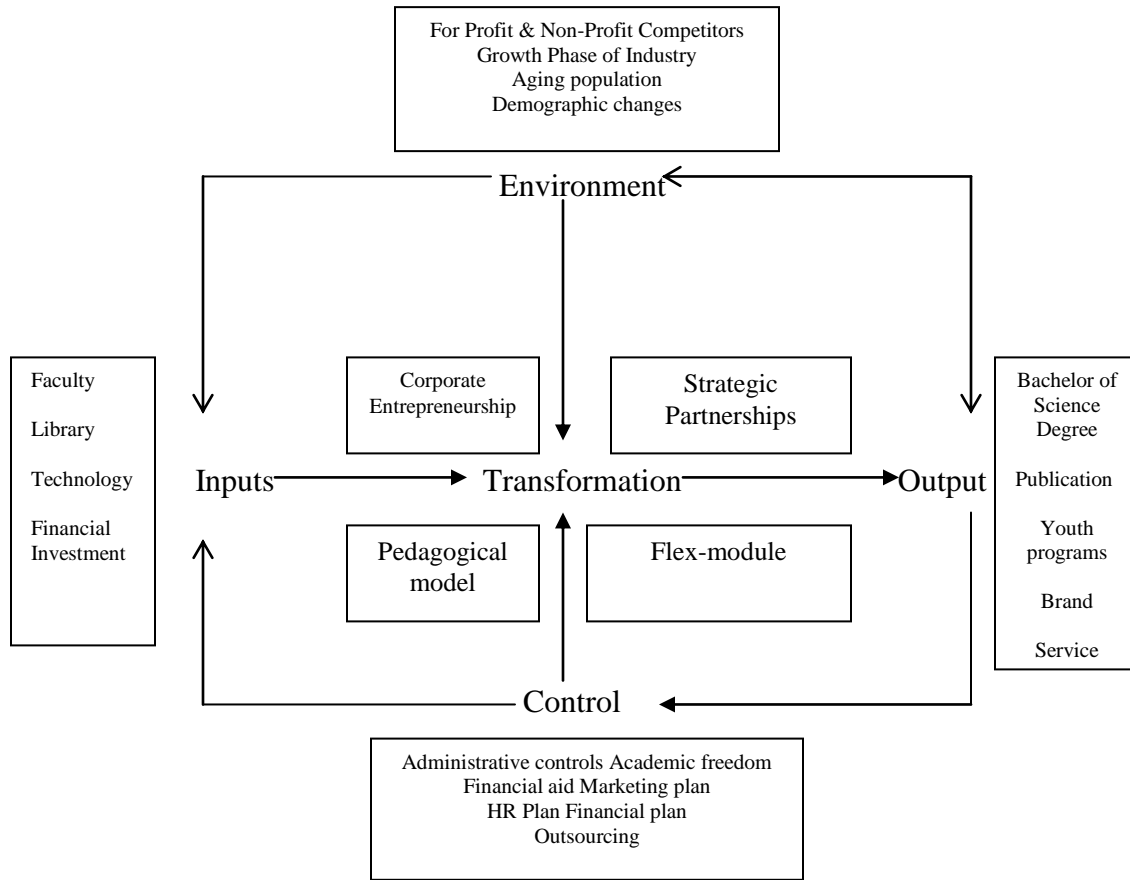 For Profit & Non-Profit Competitors
Growth Phase of Industry
Aging population
Demographic changes
Environment
Faculty
Library
Technology
Financial
Investment
Corporate
Entrepreneurship
Strategic
Partnerships
Bachelor of
Science
Degree
Publication
Youth
programs
Brand
Service
Inputs
Transformation
Output
Pedagogical
model
Flex-module
Control
Administrative controls Academic freedom
Financial aid Marketing plan
HR Plan Financial plan
Outsourcing